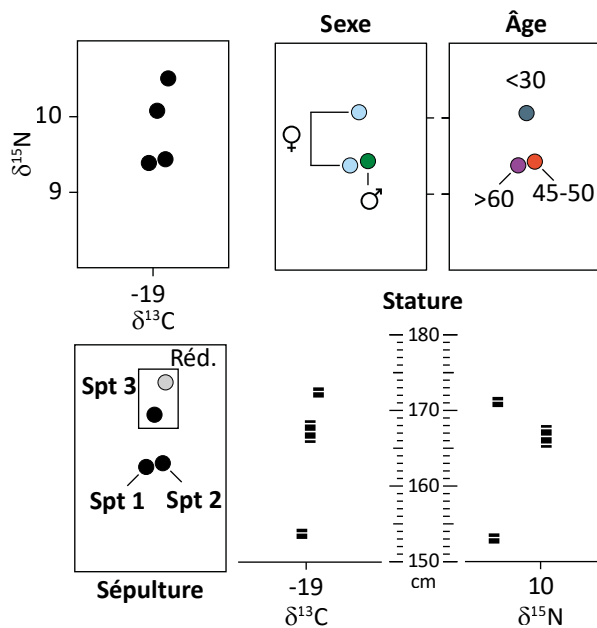 Sexe
Âge
10
9
δ¹⁵N
-19
δ¹³C
♀
♂
<30
>60
45-50
Stature
180
170
160
150
cm
Réd.
Spt 3
Spt 1
Spt 2
Sépulture
-19
δ¹³C
10
δ¹⁵N